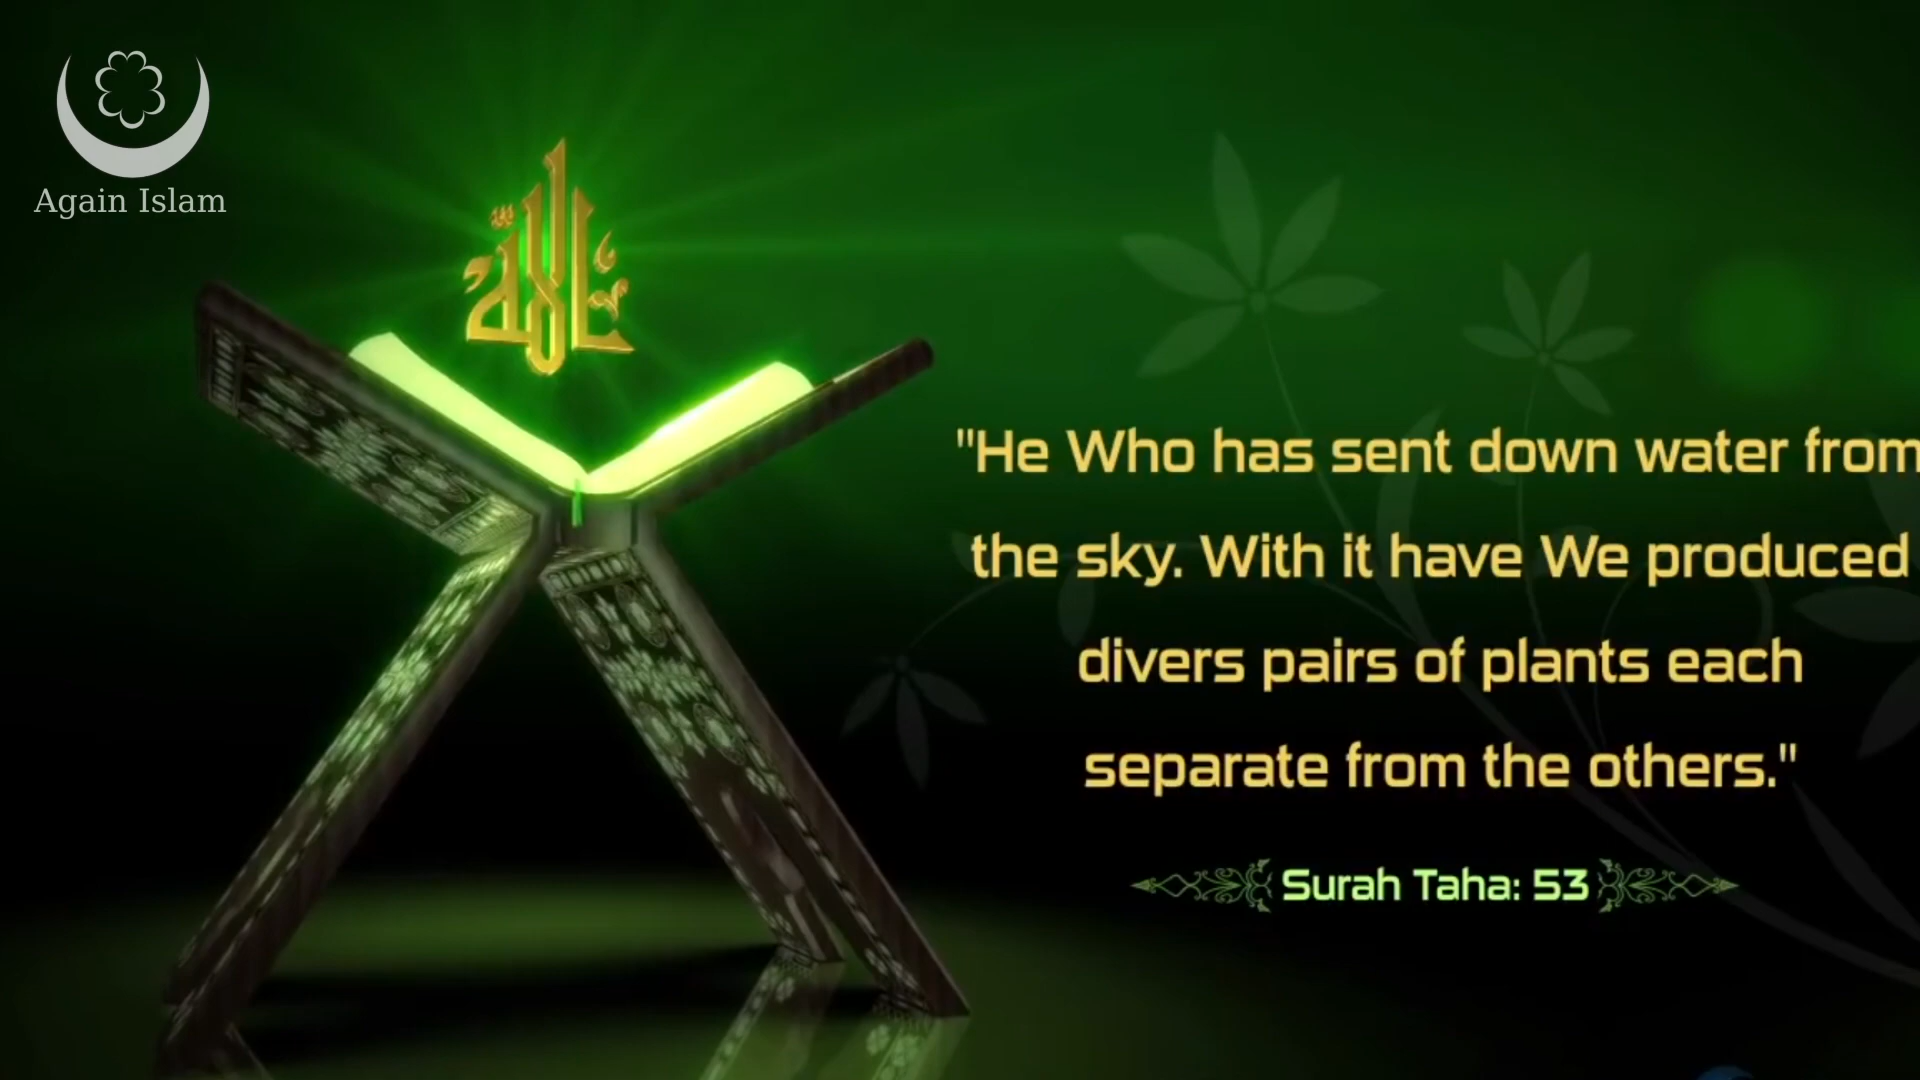 Again Islam
الله
"He Who has sent down water from
the sky. With it have We produced
divers pairs of plants each
separate from the others."
Surah Taha: 53